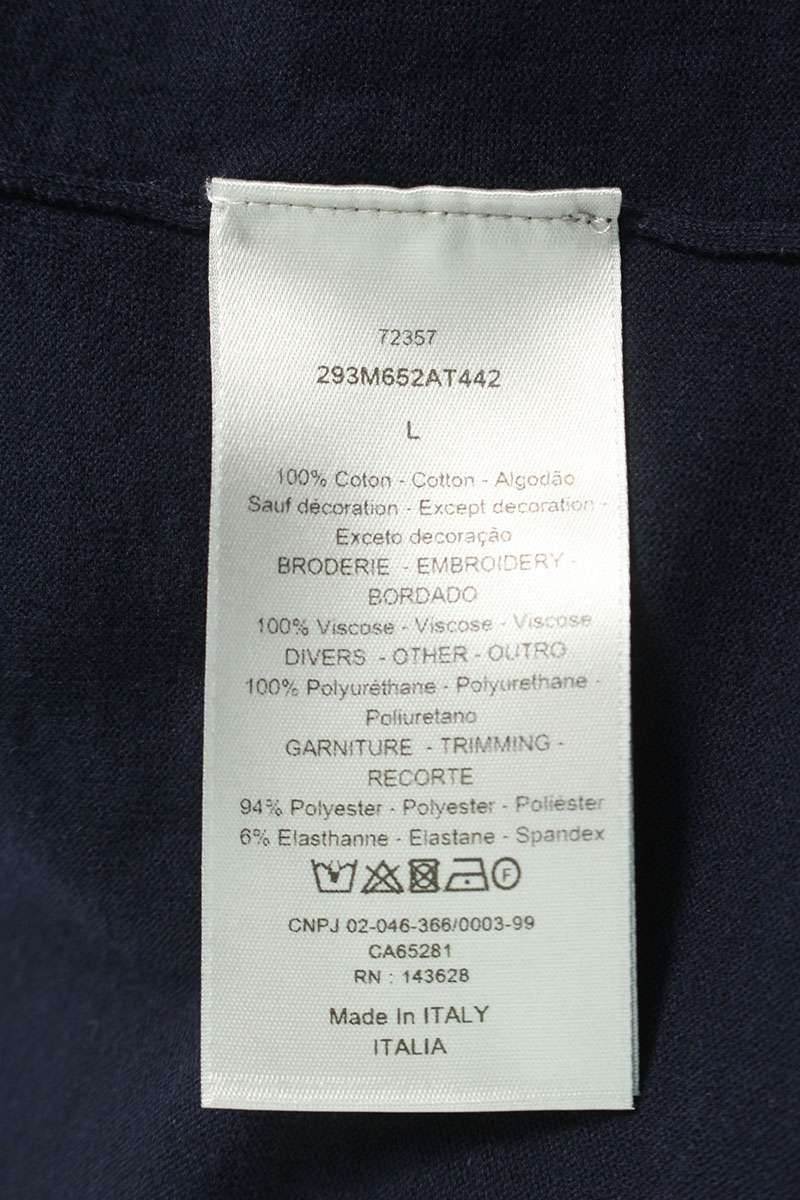 72357
293M652AT442
L
100% Coton - Cotton - Algodão
Sauf décoration - Except decoration -
Exceto decoração
BRODERIE - EMBROIDERY -
BORDADO
100% Viscose - Viscose - Viscose
DIVERS - OTHER - OUTRO
100% Polyuréthane - Polyurethane -
Poliuretano
GARNITURE - TRIMMING -
RECORTE
94% Polyester - Polyester - Poliéster
6% Elasthanne - Elastane - Spandex
F
CNPJ 02-046-366/0003-99
CA65281
RN : 143628
Made In ITALY
ITALIA